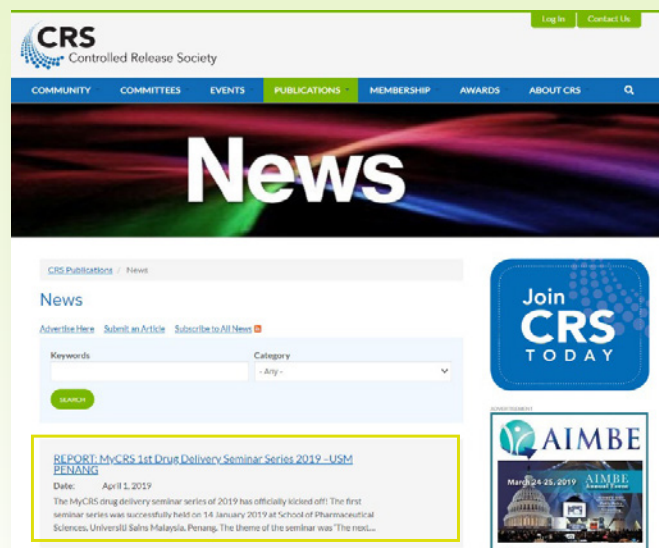 Log In
Contact Us
CRS
Controlled Release Society
COMMUNITY
COMMITTEES
EVENTS
PUBLICATIONS
MEMBERSHIP
AWARDS
ABOUT CRS
News
CRS Publications / News
News
Advertise Here Submit an Article Subscribe to All News
Keywords
Category
- Any -
SEARCH
REPORT: MyCRS 1st Drug Delivery Seminar Series 2019 –USM
PENANG
Date: April 1, 2019
The MyCRS drug delivery seminar series of 2019 has officially kicked off! The first
seminar series was successfully held on 14 January 2019 at School of Pharmaceutical
Sciences, Universiti Sains Malaysia, Penang. The theme of the seminar was 'The next...
Join
CRS
TODAY
ADVERTISEMENT
AIMBE
March 24-25, 2019
AIMBE
Annual Event